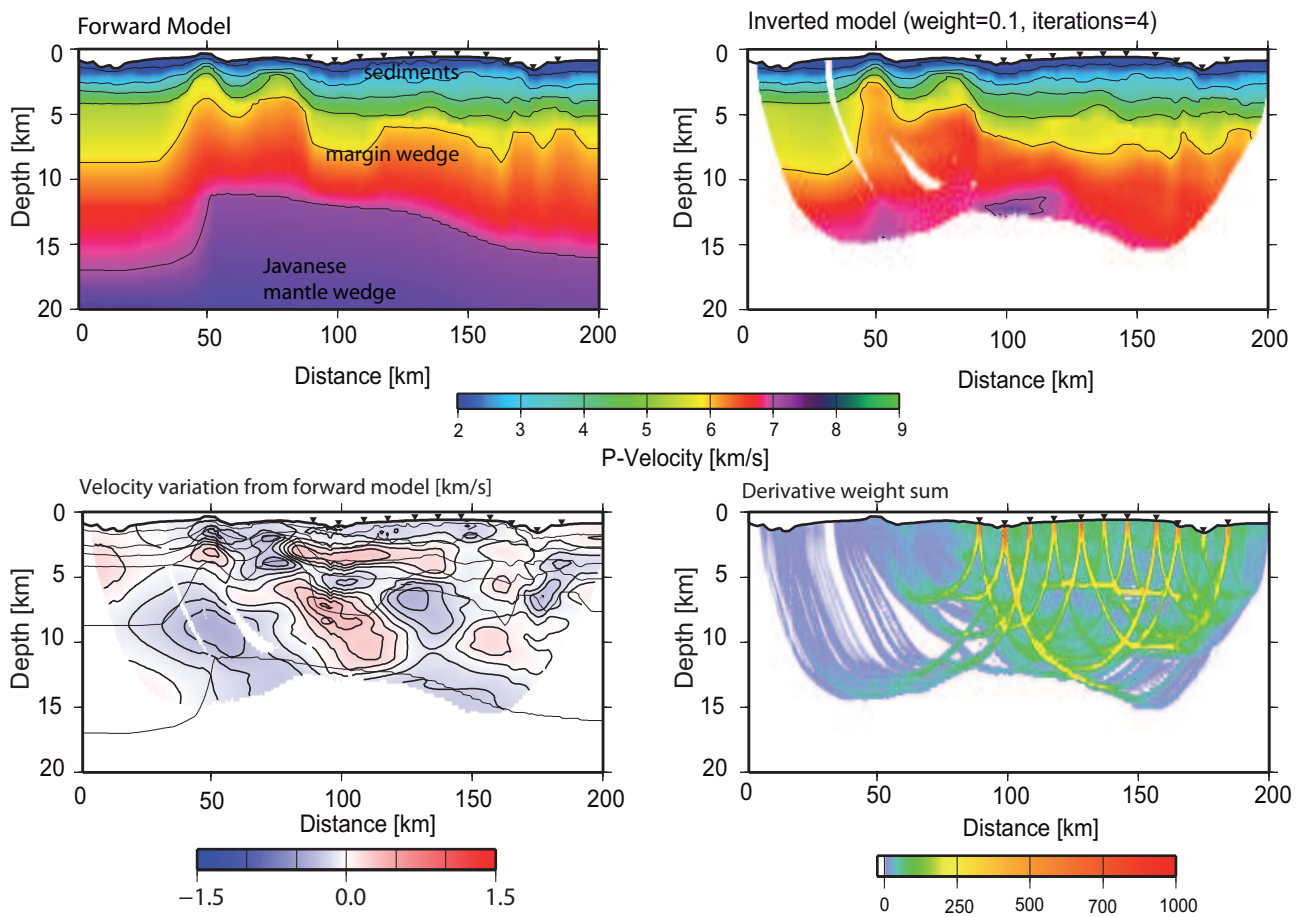 Forward Model
Inverted model (weight=0.1, iterations=4)
0
5
10
15
20
Depth [km]
sediments
margin wedge
Javanese
mantle wedge
0 50 100 150 200
Distance [km]
0
5
10
15
20
Depth [km]
0 50 100 150 200
Distance [km]
2 3 4 5 6 7 8 9
P-Velocity [km/s]
Velocity variation from forward model [km/s]
Derivative weight sum
0
5
10
15
20
Depth [km]
0 50 100 150 200
Distance [km]
−1.5 0.0 1.5
0
5
10
15
20
Depth [km]
0 50 100 150 200
Distance [km]
0 250 500 700 1000